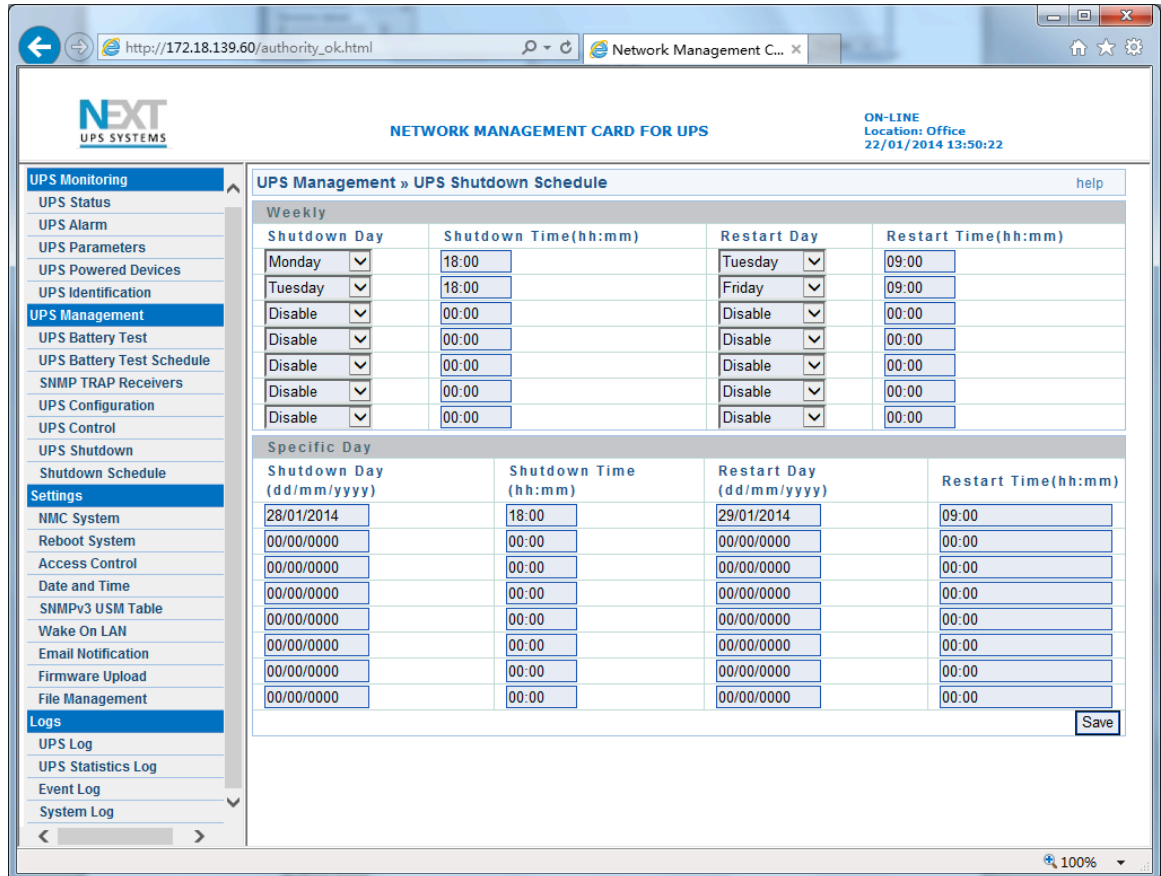 http://172.18.139.60/authority_ok.html
Network Management C...
NEXT
UPS SYSTEMS
NETWORK MANAGEMENT CARD FOR UPS
ON-LINE
Location: Office
22/01/2014 13:50:22
UPS Monitoring
UPS Status
UPS Alarm
UPS Parameters
UPS Powered Devices
UPS Identification
UPS Management
UPS Battery Test
UPS Battery Test Schedule
SNMP TRAP Receivers
UPS Configuration
UPS Control
UPS Shutdown
Shutdown Schedule
Settings
NMC System
Reboot System
Access Control
Date and Time
SNMPv3 USM Table
Wake On LAN
Email Notification
Firmware Upload
File Management
Logs
UPS Log
UPS Statistics Log
Event Log
System Log
UPS Management » UPS Shutdown Schedule help
Weekly
Shutdown Day Shutdown Time(hh:mm) Restart Day Restart Time(hh:mm)
Monday 18:00 Tuesday 09:00
Tuesday 18:00 Friday 09:00
Disable 00:00 Disable 00:00
Disable 00:00 Disable 00:00
Disable 00:00 Disable 00:00
Disable 00:00 Disable 00:00
Disable 00:00 Disable 00:00
Specific Day
Shutdown Day Shutdown Time Restart Day Restart Time(hh:mm)
(dd/mm/yyyy) (hh:mm) (dd/mm/yyyy)
28/01/2014 18:00 29/01/2014 09:00
00/00/0000 00:00 00/00/0000 00:00
00/00/0000 00:00 00/00/0000 00:00
00/00/0000 00:00 00/00/0000 00:00
00/00/0000 00:00 00/00/0000 00:00
00/00/0000 00:00 00/00/0000 00:00
00/00/0000 00:00 00/00/0000 00:00
00/00/0000 00:00 00/00/0000 00:00
Save
100%